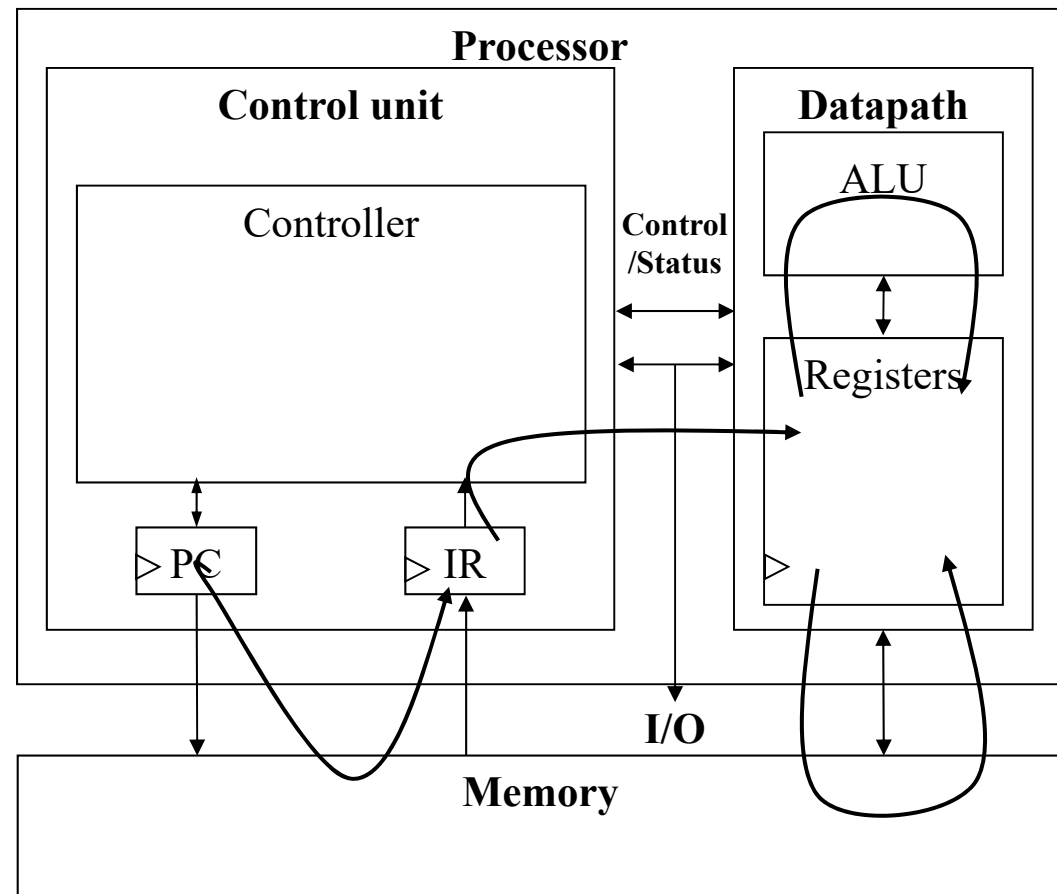 Processor
Control unit
Datapath
ALU
Controller
Control
/Status
Registers
PC
IR
I/O
Memory